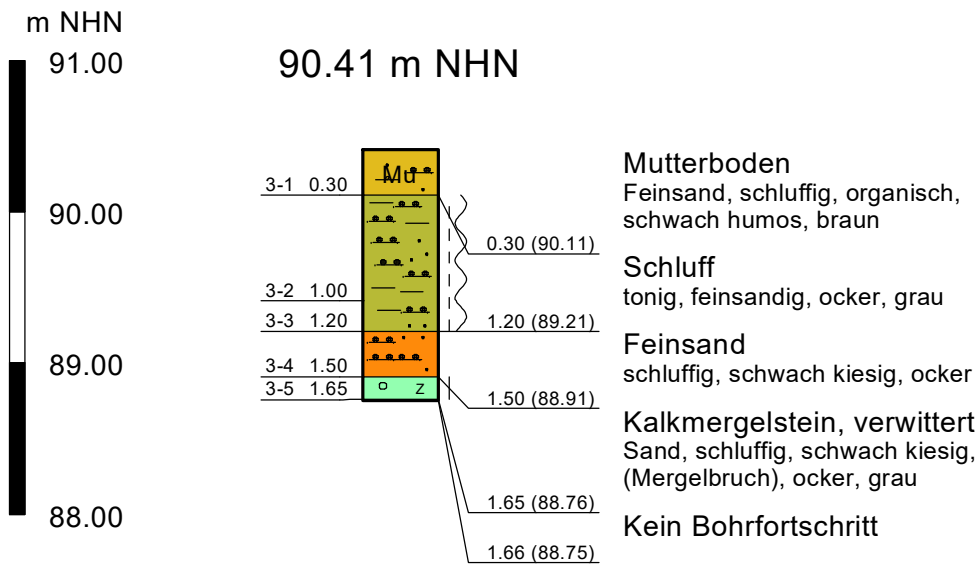 m NHN
91.00
90.00
89.00
88.00
90.41 m NHN
Mu
3-1 0.30
3-2 1.00
3-3 1.20
3-4 1.50
3-5 1.65
z
0.30 (90.11)
1.20 (89.21)
1.50 (88.91)
1.65 (88.76)
1.66 (88.75)
Mutterboden
Feinsand, schluffig, organisch,
schwach humos, braun
Schluff
tonig, feinsandig, ocker, grau
Feinsand
schluffig, schwach kiesig, ocker
Kalkmergelstein, verwittert
Sand, schluffig, schwach kiesig,
(Mergelbruch), ocker, grau
Kein Bohrfortschritt